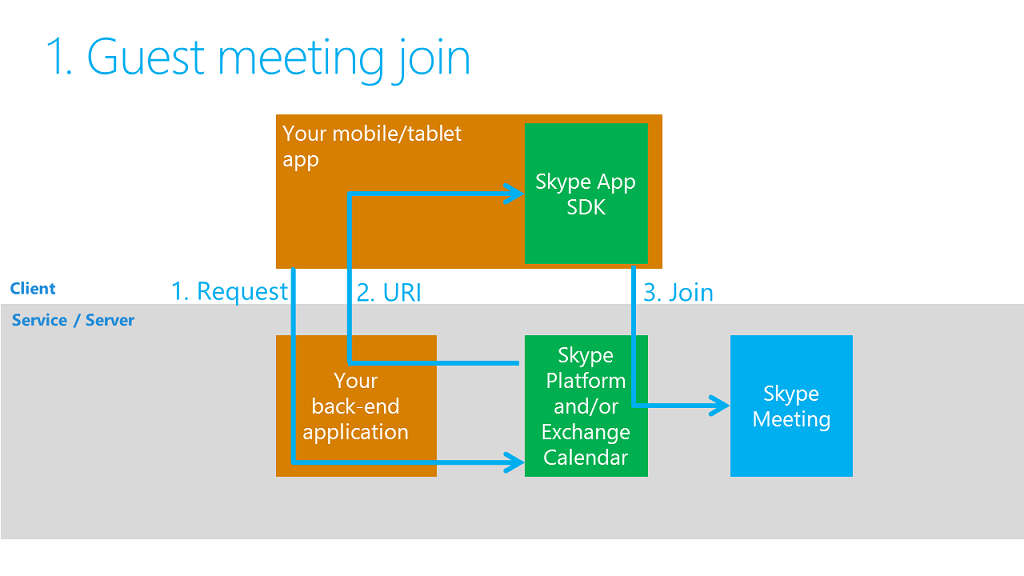 1. Guest meeting join
Your mobile/tablet
app
Skype App
SDK
Client
1. Request
2. URI
3. Join
Service / Server
Your
back-end
application
Skype
Platform
and/or
Exchange
Calendar
Skype
Meeting